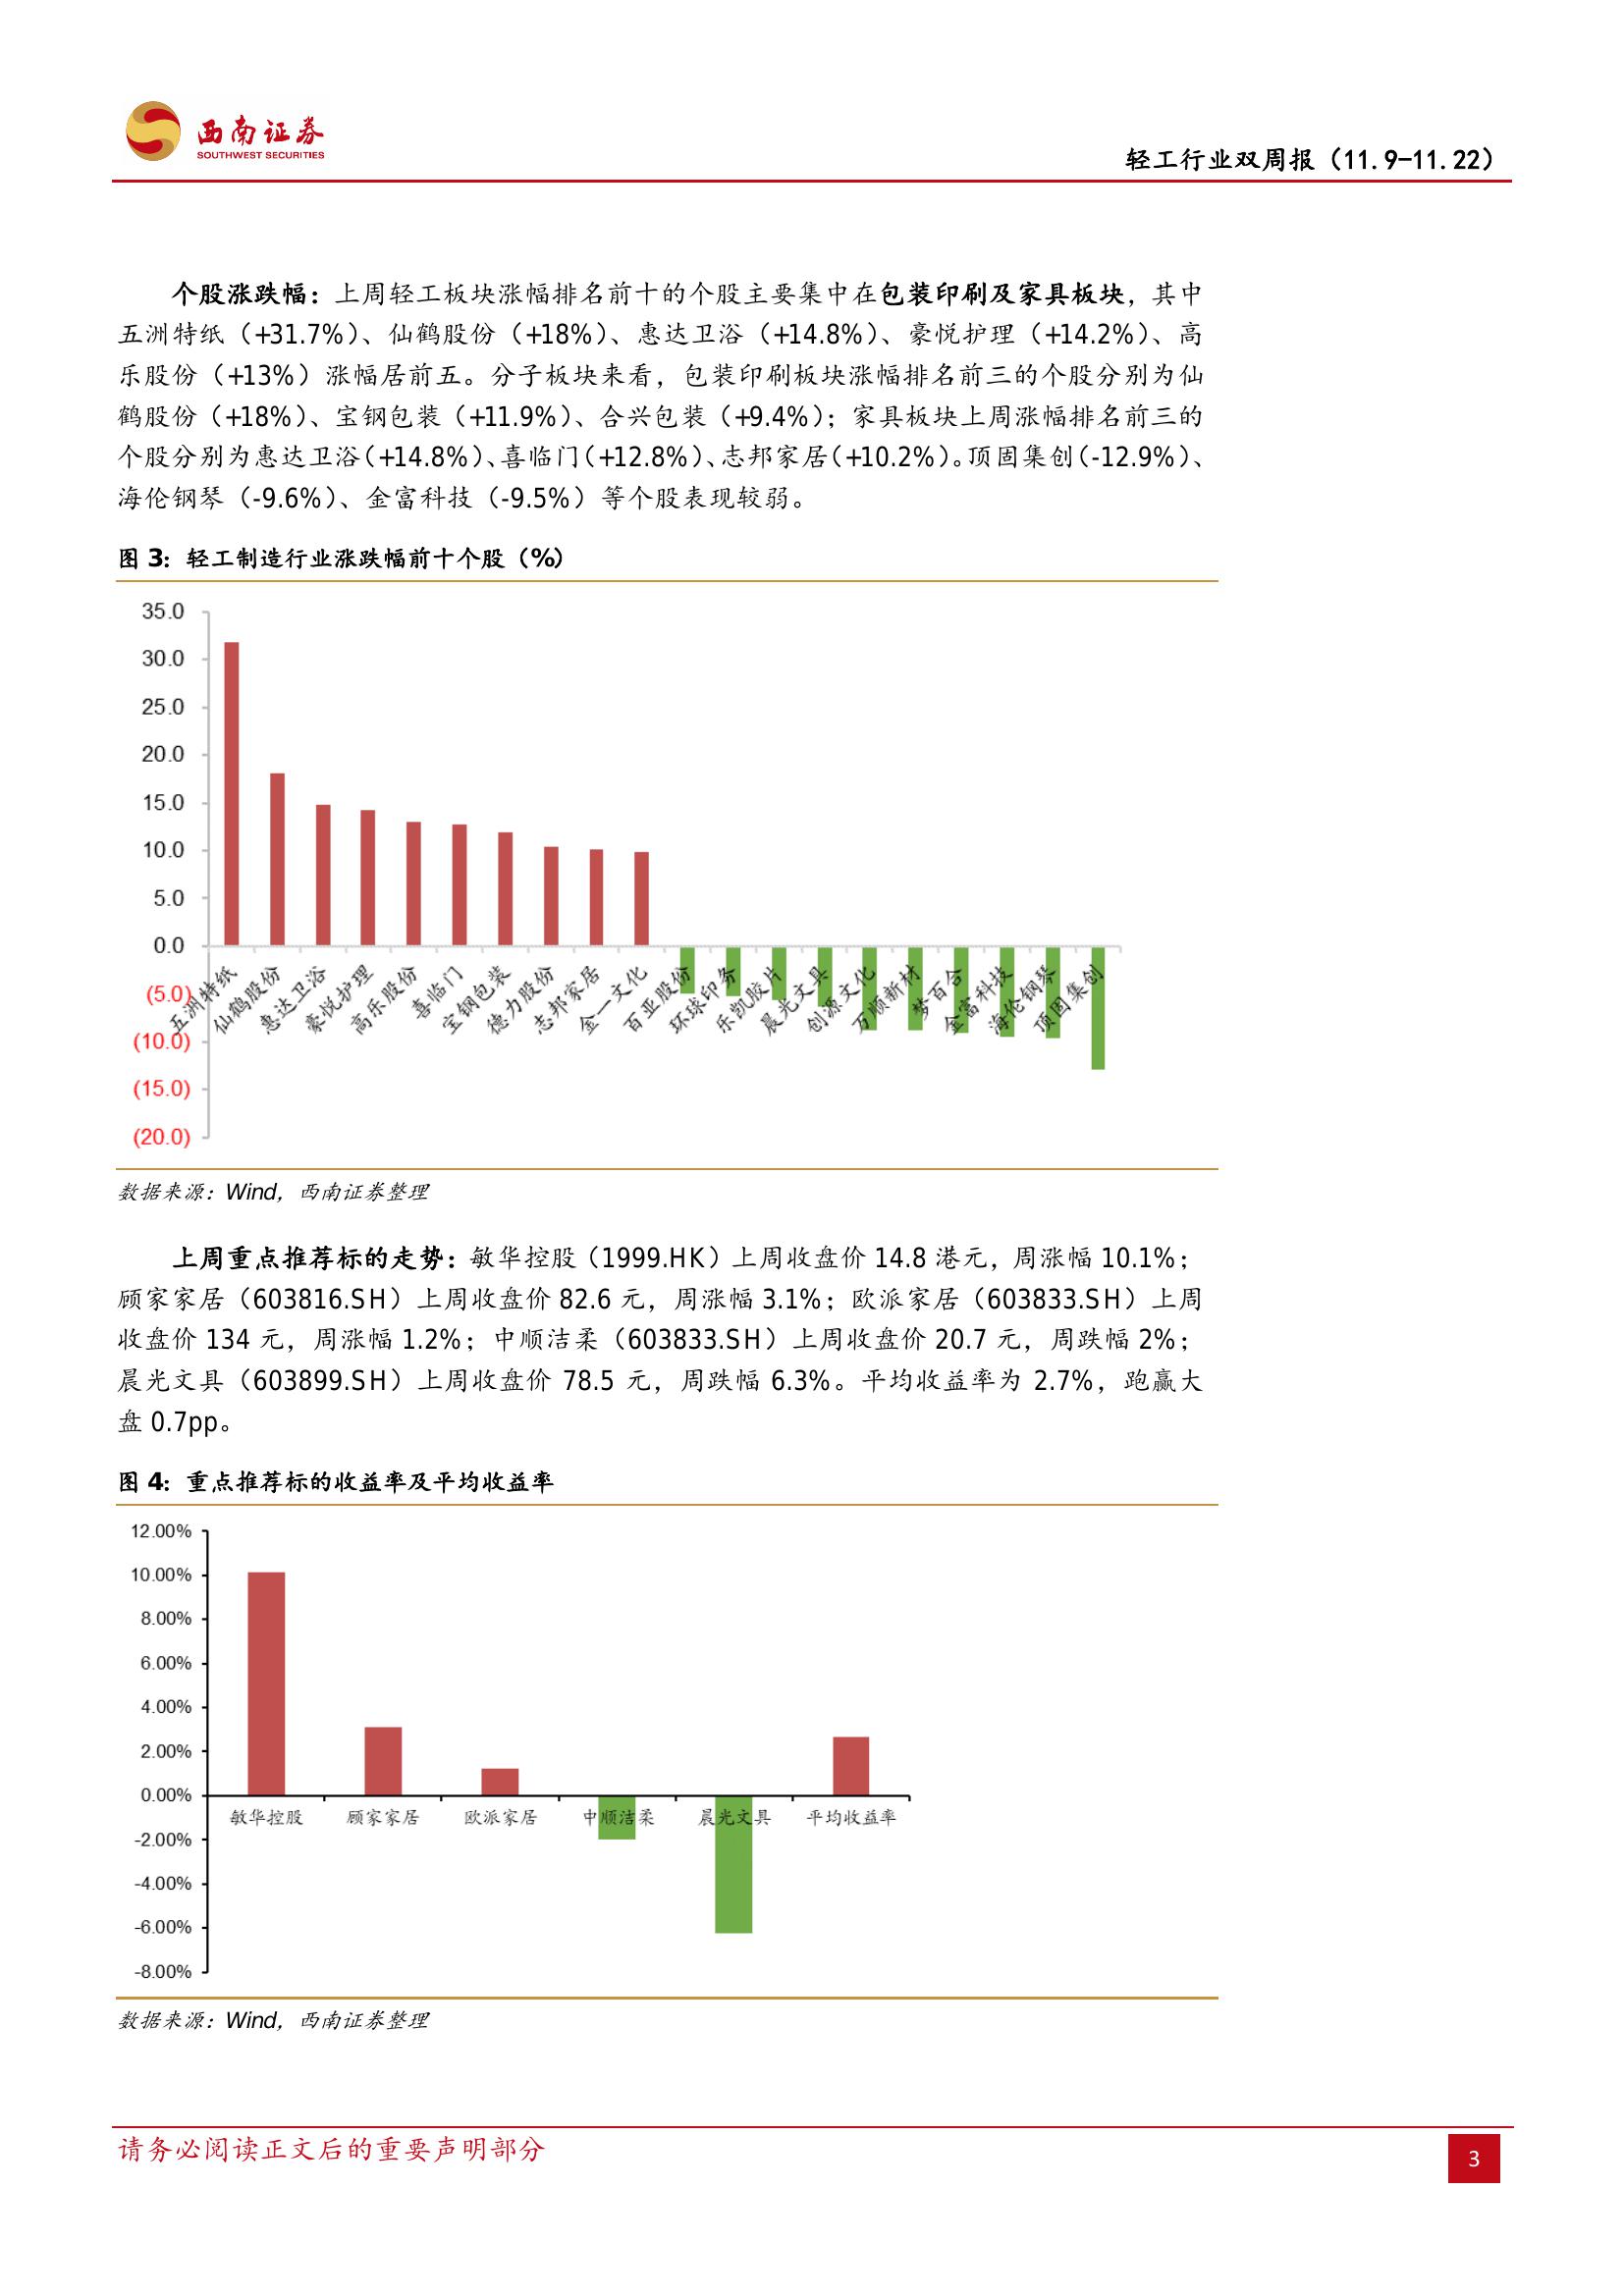 西南证券
SOUTHWEST SECURITIES
轻工行业双周报（11.9-11.22）
个股涨跌幅：上周轻工板块涨幅排名前十的个股主要集中在包装印刷及家具板块，其中
五洲特纸（+31.7%）、仙鹤股份（+18%）、惠达卫浴（+14.8%）、豪悦护理（+14.2%）、高
乐股份（+13%）涨幅居前五。分子板块来看，包装印刷板块涨幅排名前三的个股分别为仙
鹤股份（+18%）、宝钢包装（+11.9%）、合兴包装（+9.4%）；家具板块上周涨幅排名前三的
个股分别为惠达卫浴（+14.8%）、喜临门（+12.8%）、志邦家居（+10.2%）。顶固集创（-12.9%）、
海伦钢琴（-9.6%）、金富科技（-9.5%）等个股表现较弱。
图 3：轻工制造行业涨跌幅前十个股（%）
35.0
30.0
25.0
20.0
15.0
10.0
5.0
0.0
(5.0)
(10.0)
(15.0)
(20.0)
五洲特纸
仙鹤股份
惠达卫浴
豪悦护理
高乐股份
喜临门
宝钢包装
德力股份
志邦家居
金一文化
百亚股份
环球印务
乐凯胶片
晨光文具
创源文化
万顺新材
梦百合
金富科技
海伦钢琴
顶固集创
数据来源：Wind，西南证券整理
上周重点推荐标的走势：敏华控股（1999.HK）上周收盘价 14.8 港元，周涨幅 10.1%；
顾家家居（603816.SH）上周收盘价 82.6 元，周涨幅 3.1%；欧派家居（603833.SH）上周
收盘价 134 元，周涨幅 1.2%；中顺洁柔（603833.SH）上周收盘价 20.7 元，周跌幅 2%；
晨光文具（603899.SH）上周收盘价 78.5 元，周跌幅 6.3%。平均收益率为 2.7%，跑赢大
盘 0.7pp。
图 4：重点推荐标的收益率及平均收益率
12.00%
10.00%
8.00%
6.00%
4.00%
2.00%
0.00%
-2.00%
-4.00%
-6.00%
-8.00%
敏华控股
顾家家居
欧派家居
中顺洁柔
晨光文具
平均收益率
数据来源：Wind，西南证券整理
请务必阅读正文后的重要声明部分
3